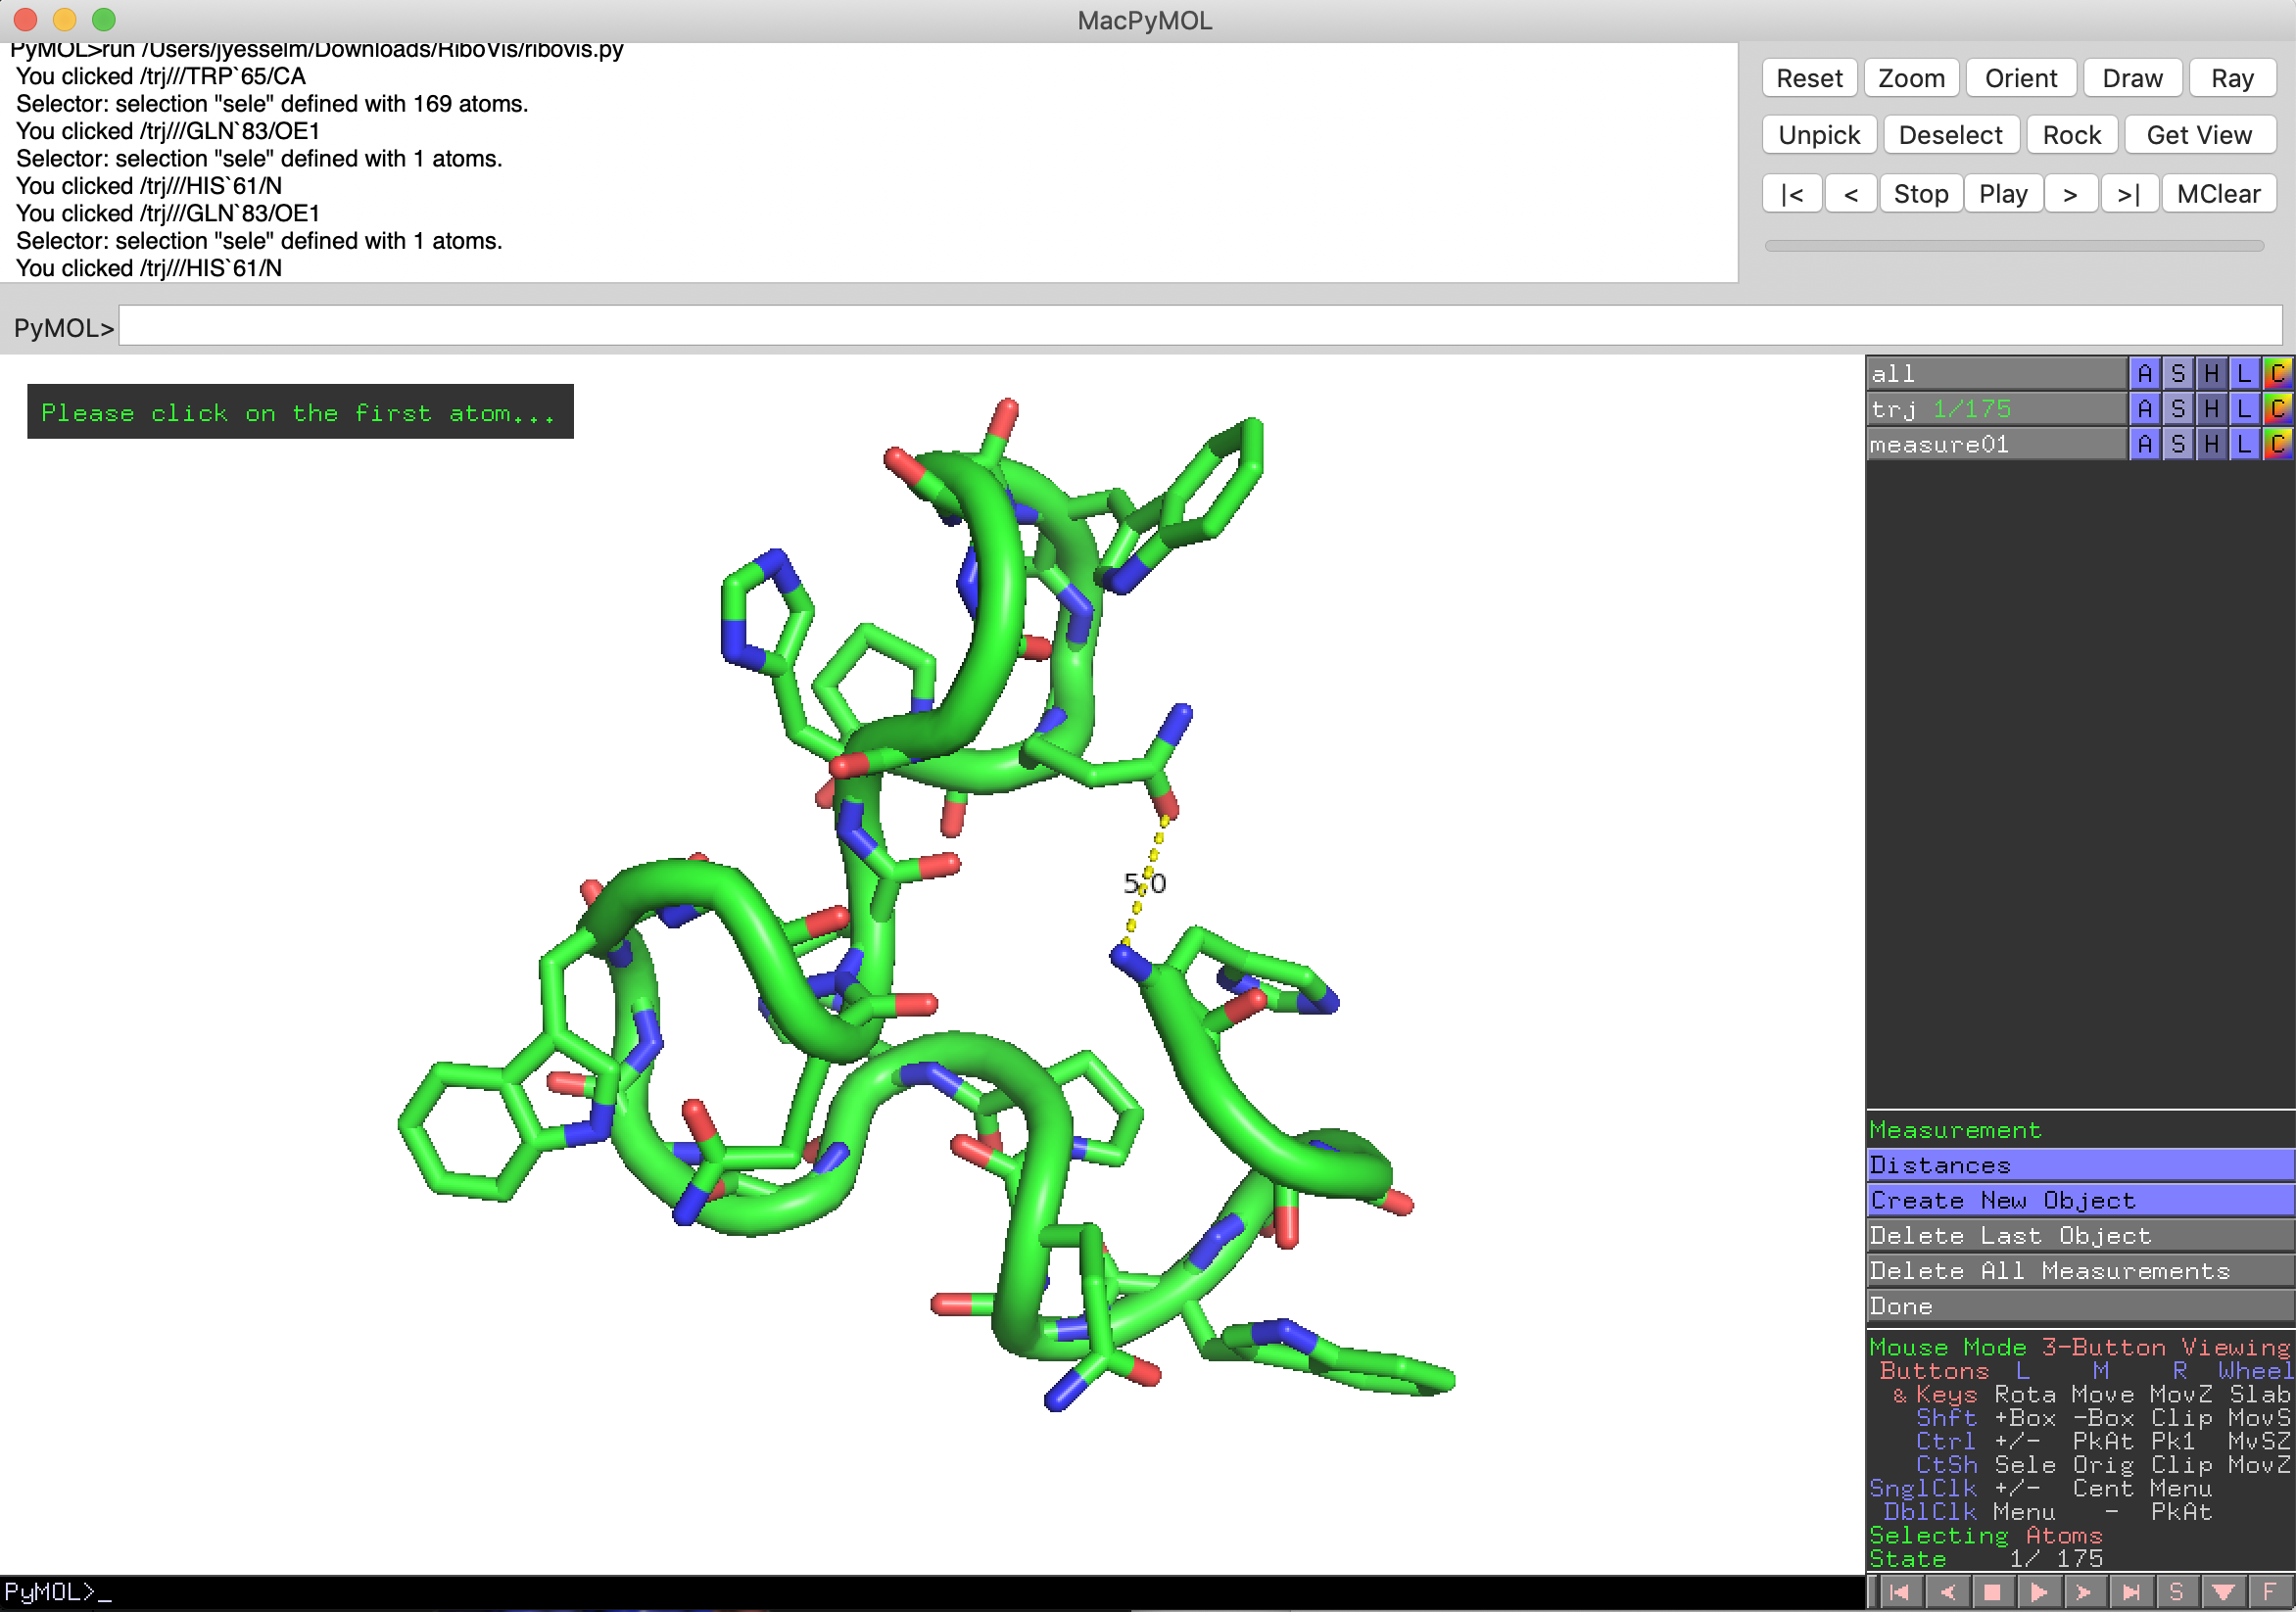 MacPyMOL
PyMOL>run /Users/jyesselm/Downloads/RiboVis/ribovis.py
You clicked /trj///TRP`65/CA
Selector: selection "sele" defined with 169 atoms.
You clicked /trj///GLN`83/OE1
Selector: selection "sele" defined with 1 atoms.
You clicked /trj///HIS`61/N
You clicked /trj///GLN`83/OE1
Selector: selection "sele" defined with 1 atoms.
You clicked /trj///HIS`61/N
Reset Zoom Orient Draw Ray
Unpick Deselect Rock Get View
|< < Stop Play > >| MClear
PyMOL>
Please click on the first atom...
5.0
all A S H L C
trj 1/175 A S H L C
measure01 A S H L C
Measurement
Distances
Create New Object
Delete Last Object
Delete All Measurements
Done
Mouse Mode 3-Button Viewing
Buttons L M R Wheel
& Keys Rota Move MovZ Slab
Shft +Box -Box Clip MovS
Ctrl +/- PkAt Pk1 MvSZ
CtSh Sele Orig Clip MovZ
SnglClk +/- Cent Menu
DblClk Menu - PkAt
Selecting Atoms
State 1/ 175
PyMOL>_
S F